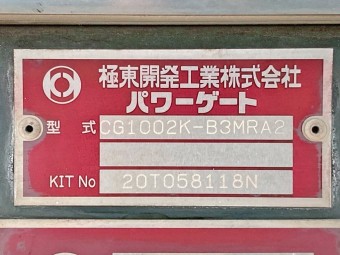 極東開発工業株式会社
パワーゲート
型 式 CG1002K-B3MRA2
KIT No 20T058118N